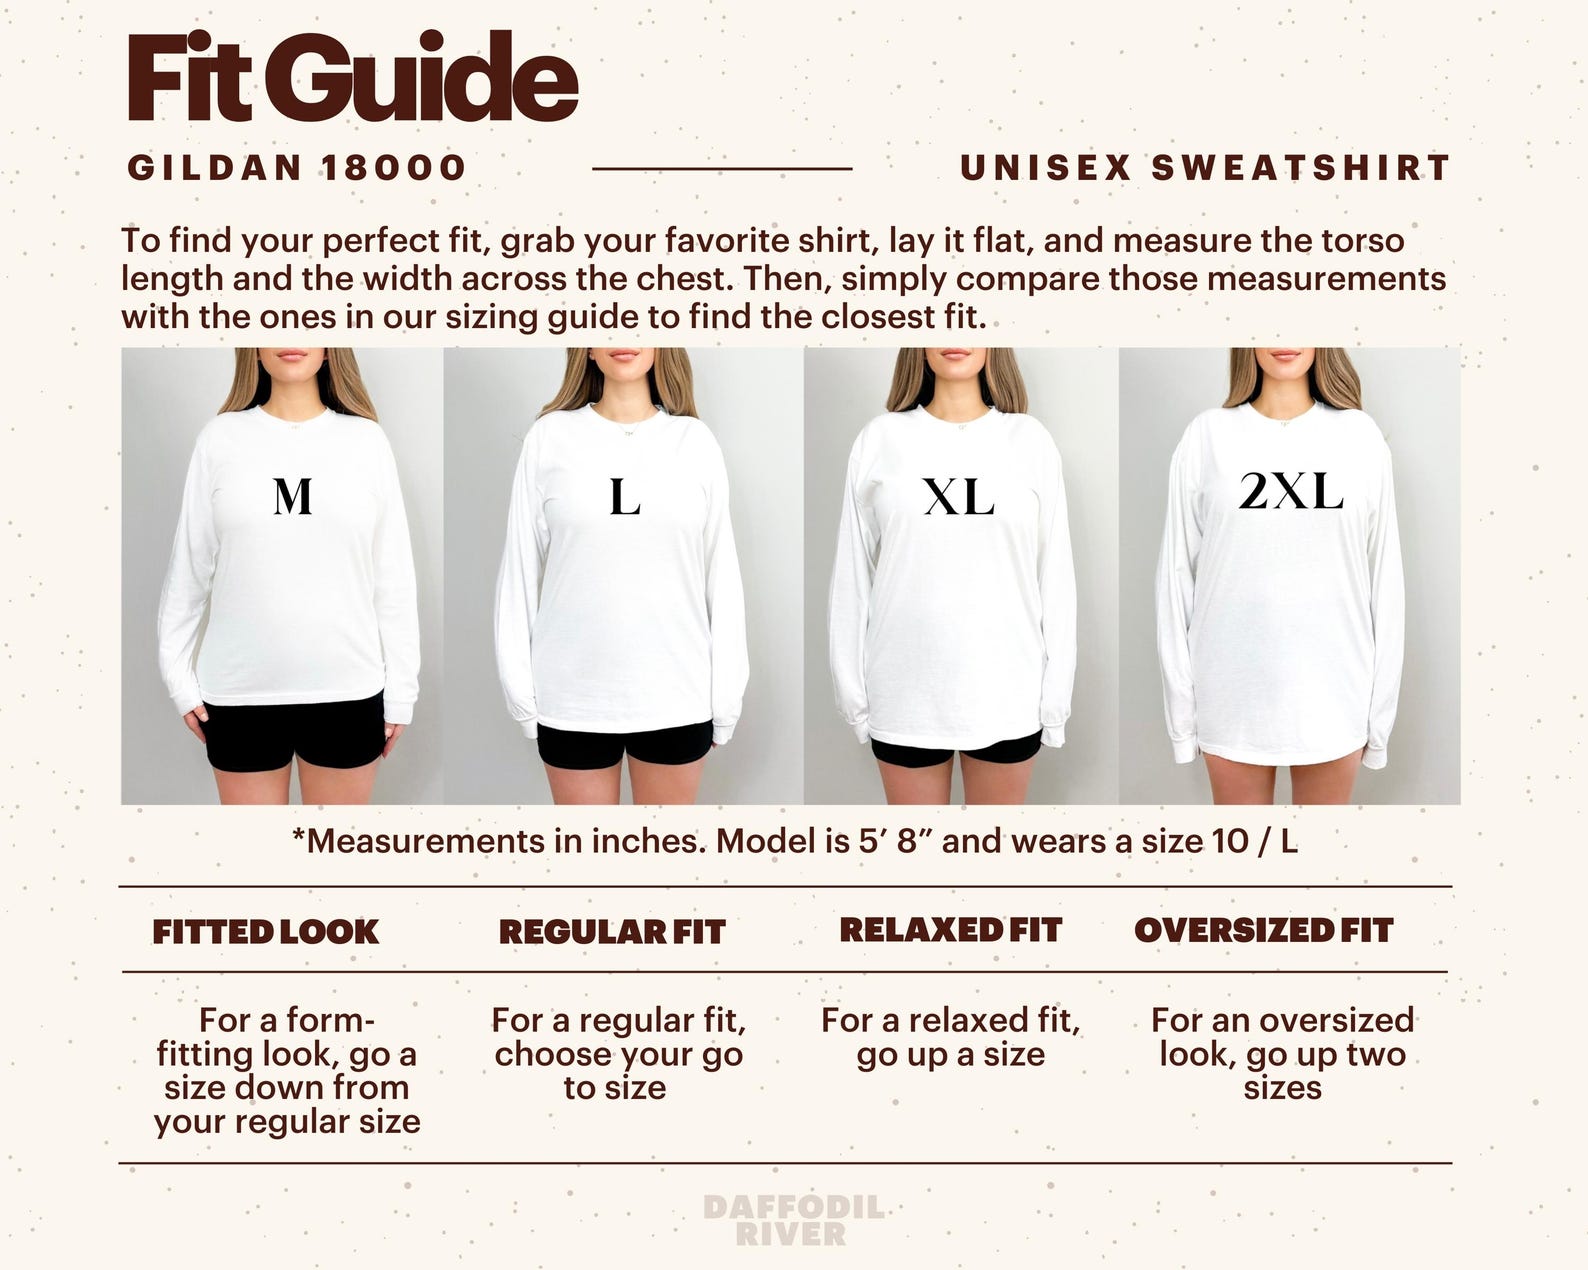 Fit Guide
GILDAN 18000
UNISEX SWEATSHIRT
To find your perfect fit, grab your favorite shirt, lay it flat, and measure the torso
length and the width across the chest. Then, simply compare those measurements
with the ones in our sizing guide to find the closest fit.
M
L
XL
2XL
*Measurements in inches. Model is 5’ 8” and wears a size 10 / L
FITTED LOOK
REGULAR FIT
RELAXED FIT
OVERSIZED FIT
For a form-
fitting look, go a
size down from
your regular size
For a regular fit,
choose your go
to size
For a relaxed fit,
go up a size
For an oversized
look, go up two
sizes
DAFFODIL
RIVER